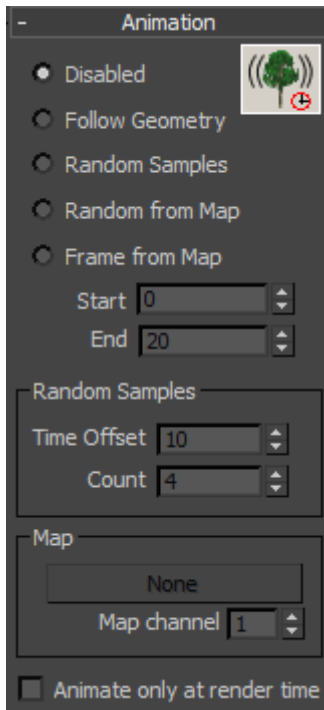 - Animation
Disabled
Follow Geometry
Random Samples
Random from Map
Frame from Map
Start 0
End 20
Random Samples
Time Offset 10
Count 4
Map
None
Map channel 1
Animate only at render time